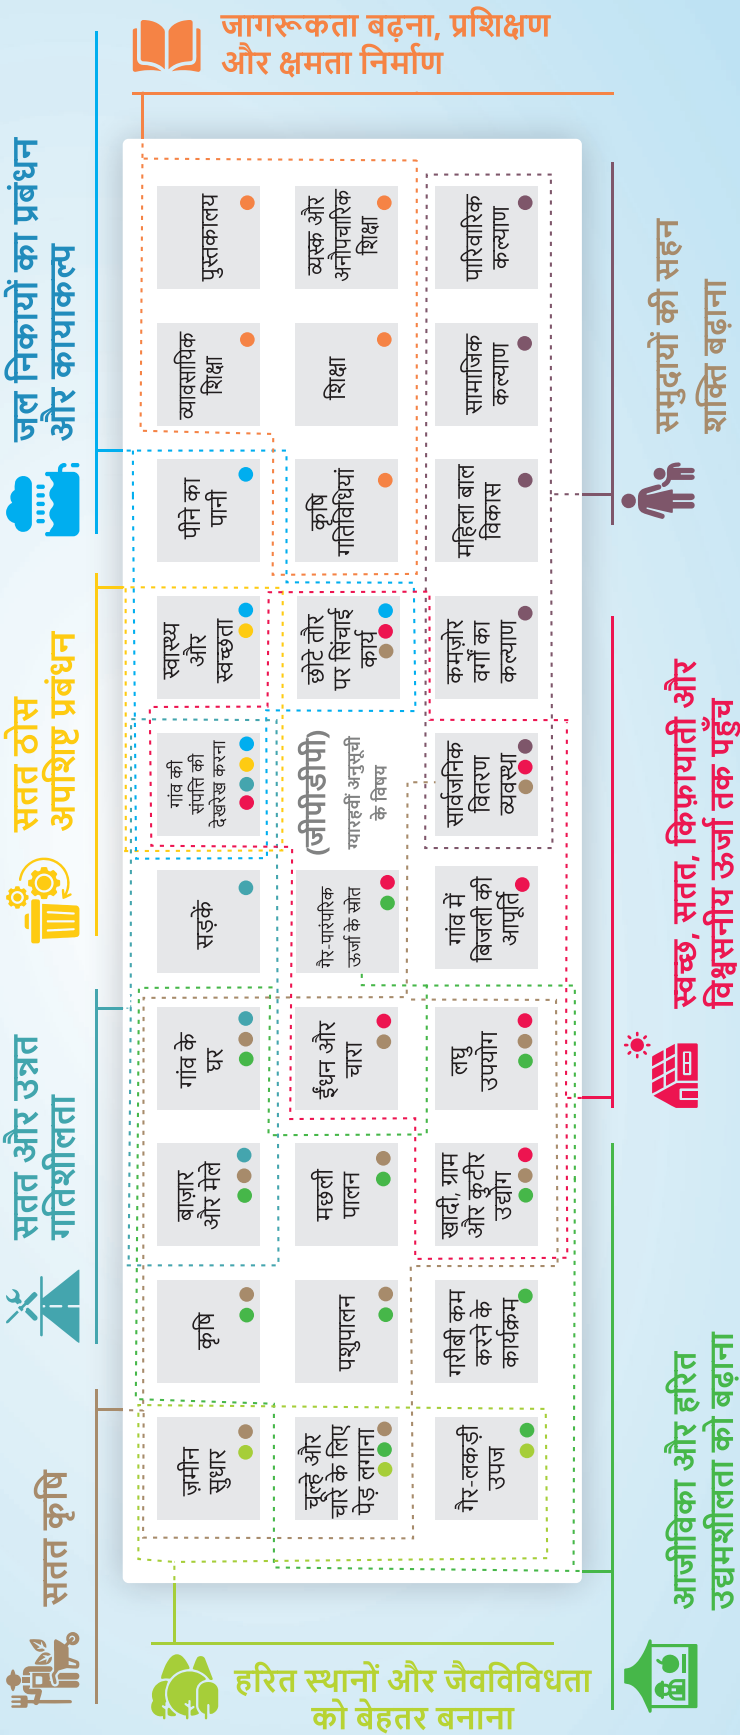 जागरूकता बढ़ना, प्रशिक्षण
और क्षमता निर्माण
जल निकायों का प्रबंधन
और कायाकल्प
सतत ठोस
अपशिष्ट प्रबंधन
सतत और उन्नत
गतिशीलता
सतत कृषि
पुस्तकालय
व्यावसायिक
शिक्षा
पीने का
पानी
स्वास्थ्य
और
स्वच्छता
गांव की
संपत्ति की
देखरेख करना
सड़कें
गांव के
घर
बाज़ार
और मेले
कृषि
ज़मीन
सुधार
व्यस्क और
अनौपचारिक
शिक्षा
शिक्षा
कृषि
गतिविधियां
छोटे तौर
पर सिंचाई
कार्य
(जीपीडीपी)
ग्यारहवीं अनुसूची
के विषय
गैर-पारंपरिक
ऊर्जा के स्रोत
ईंधन और
चारा
मछली
पालन
पशुपालन
चूल्हे और
चारे के लिए
पेड़ लगाना
पारिवारिक
कल्याण
सामाजिक
कल्याण
महिला बाल
विकास
कमज़ोर
वर्गों का
कल्याण
सार्वजनिक
वितरण
व्यवस्था
गांव में
बिजली की
आपूर्ति
लघु
उपयोग
खादी, ग्राम
और कुटीर
उद्योग
गरीबी कम
करने के
कार्यक्रम
गैर-लकड़ी
उपज
समुदायों की सहन
शक्ति बढ़ाना
स्वच्छ, सतत, किफ़ायाती और
विश्वसनीय ऊर्जा तक पहुँच
आजीविका और हरित
उद्यमशीलता को बढ़ाना
हरित स्थानों और जैवविविधता
को बेहतर बनाना